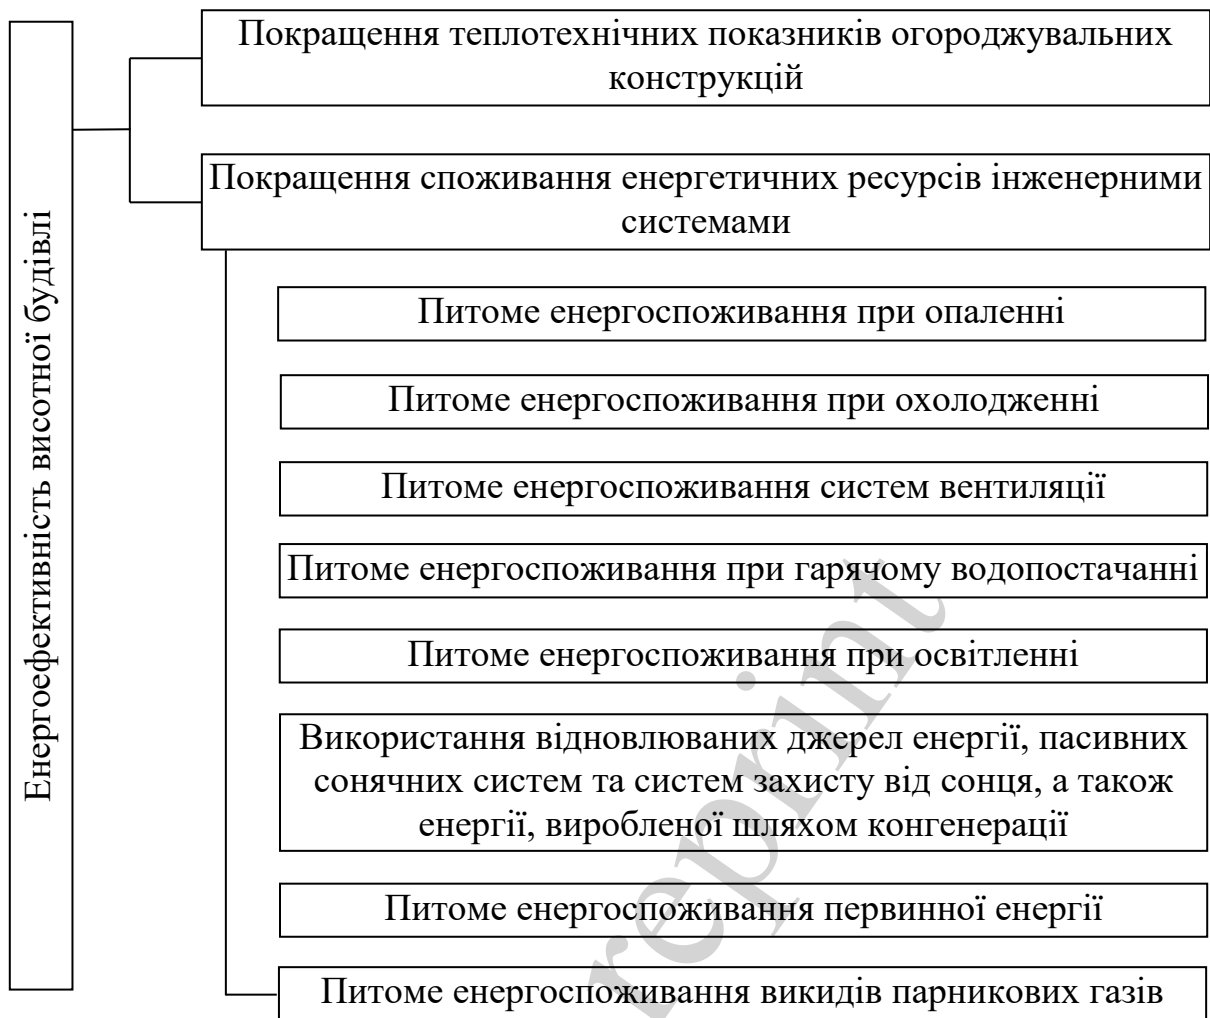 Енергоефективність висотної будівлі
Покращення теплотехнічних показників огороджувальних
конструкцій
Покращення споживання енергетичних ресурсів інженерними
системами
Питоме енергоспоживання при опаленні
Питоме енергоспоживання при охолодженні
Питоме енергоспоживання систем вентиляції
Питоме енергоспоживання при гарячому водопостачанні
Питоме енергоспоживання при освітленні
Використання відновлюваних джерел енергії, пасивних
сонячних систем та систем захисту від сонця, а також
енергії, виробленої шляхом конгенерації
Питоме енергоспоживання первинної енергії
Питоме енергоспоживання викидів парникових газів
reprint